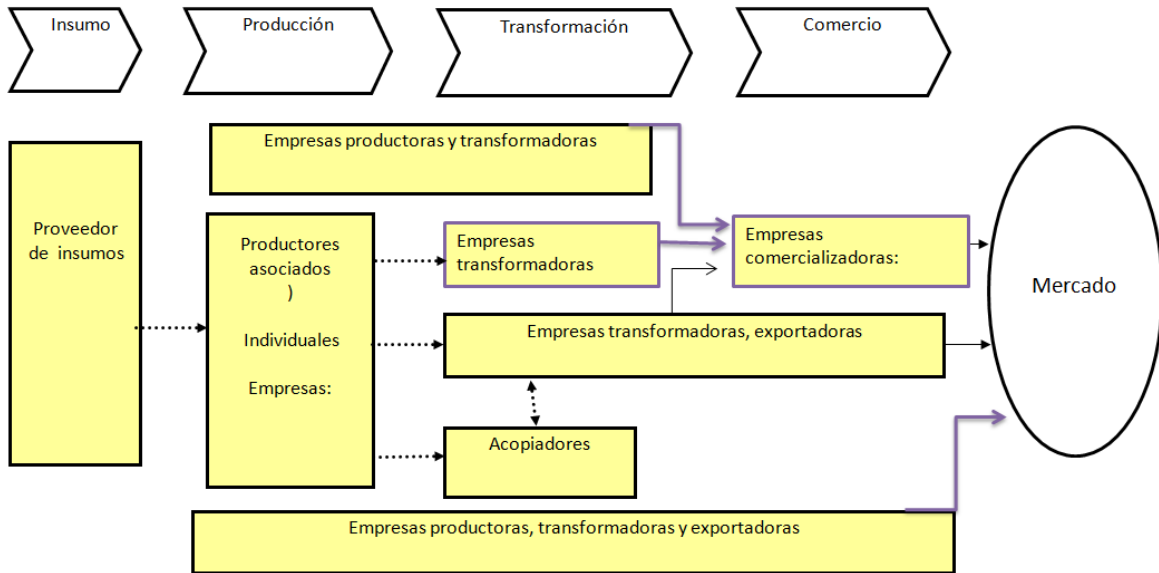 Insumo
Producción
Transformación
Comercio
Empresas productoras y transformadoras
Proveedor
de insumos
Productores
asociados
)
Individuales
Empresas:
Empresas
transformadoras
Empresas
comercializadoras:
Mercado
Empresas transformadoras, exportadoras
Acopiadores
Empresas productoras, transformadoras y exportadoras